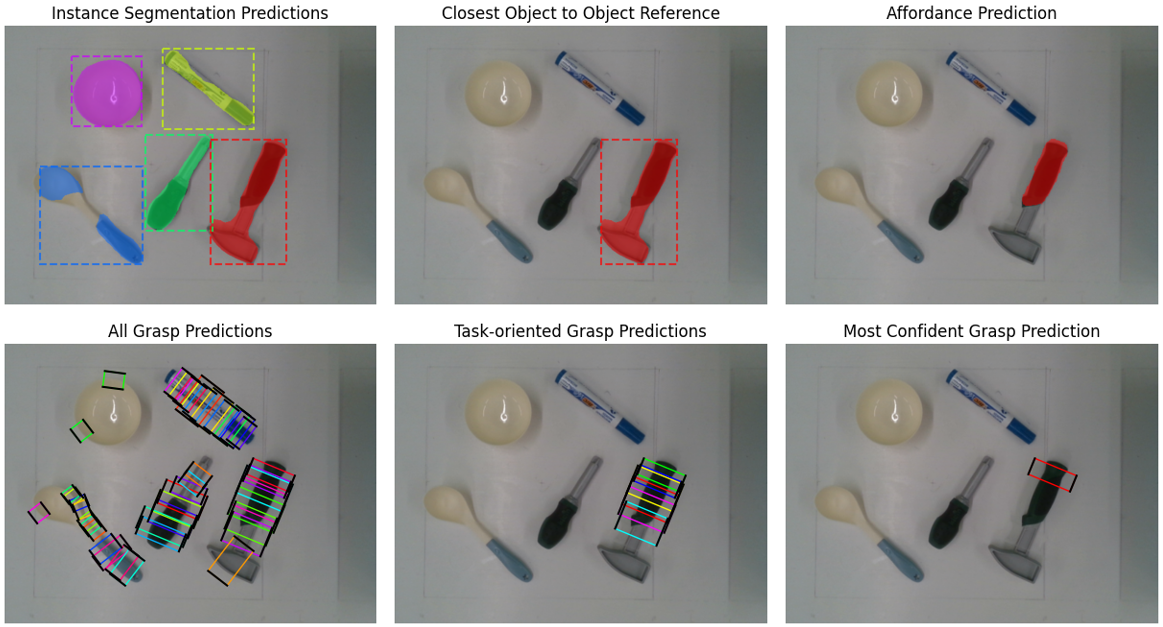 Instance Segmentation Predictions
Closest Object to Object Reference
Affordance Prediction
All Grasp Predictions
Task-oriented Grasp Predictions
Most Confident Grasp Prediction